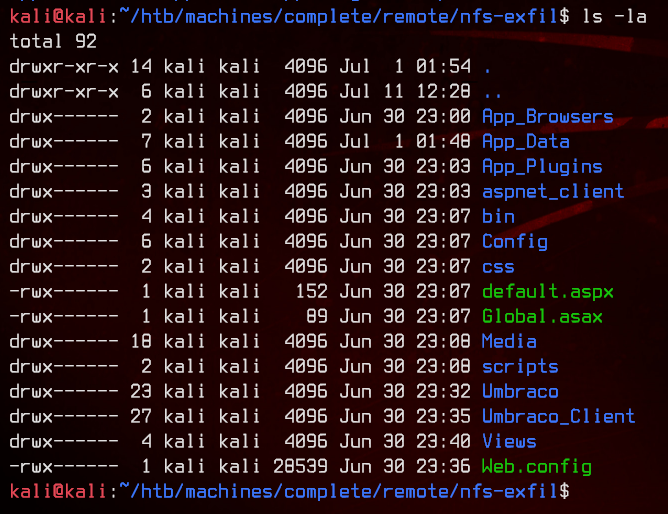 kali@kali:~/htb/machines/complete/remote/nfs-exfil$ ls -la
total 92
drwxr-xr-x 14 kali kali  4096 Jul  1 01:54 .
drwxr-xr-x  6 kali kali  4096 Jul 11 12:28 ..
drwx------  2 kali kali  4096 Jun 30 23:00 App_Browsers
drwx------  7 kali kali  4096 Jul  1 01:48 App_Data
drwx------  6 kali kali  4096 Jun 30 23:03 App_Plugins
drwx------  3 kali kali  4096 Jun 30 23:03 aspnet_client
drwx------  4 kali kali  4096 Jun 30 23:07 bin
drwx------  6 kali kali  4096 Jun 30 23:07 Config
drwx------  2 kali kali  4096 Jun 30 23:07 css
-rwx------  1 kali kali   152 Jun 30 23:07 default.aspx
-rwx------  1 kali kali    89 Jun 30 23:07 Global.asax
drwx------ 18 kali kali  4096 Jun 30 23:08 Media
drwx------  2 kali kali  4096 Jun 30 23:08 scripts
drwx------ 23 kali kali  4096 Jun 30 23:32 Umbraco
drwx------ 27 kali kali  4096 Jun 30 23:35 Umbraco_Client
drwx------  4 kali kali  4096 Jun 30 23:40 Views
-rwx------  1 kali kali 28539 Jun 30 23:36 Web.config
kali@kali:~/htb/machines/complete/remote/nfs-exfil$